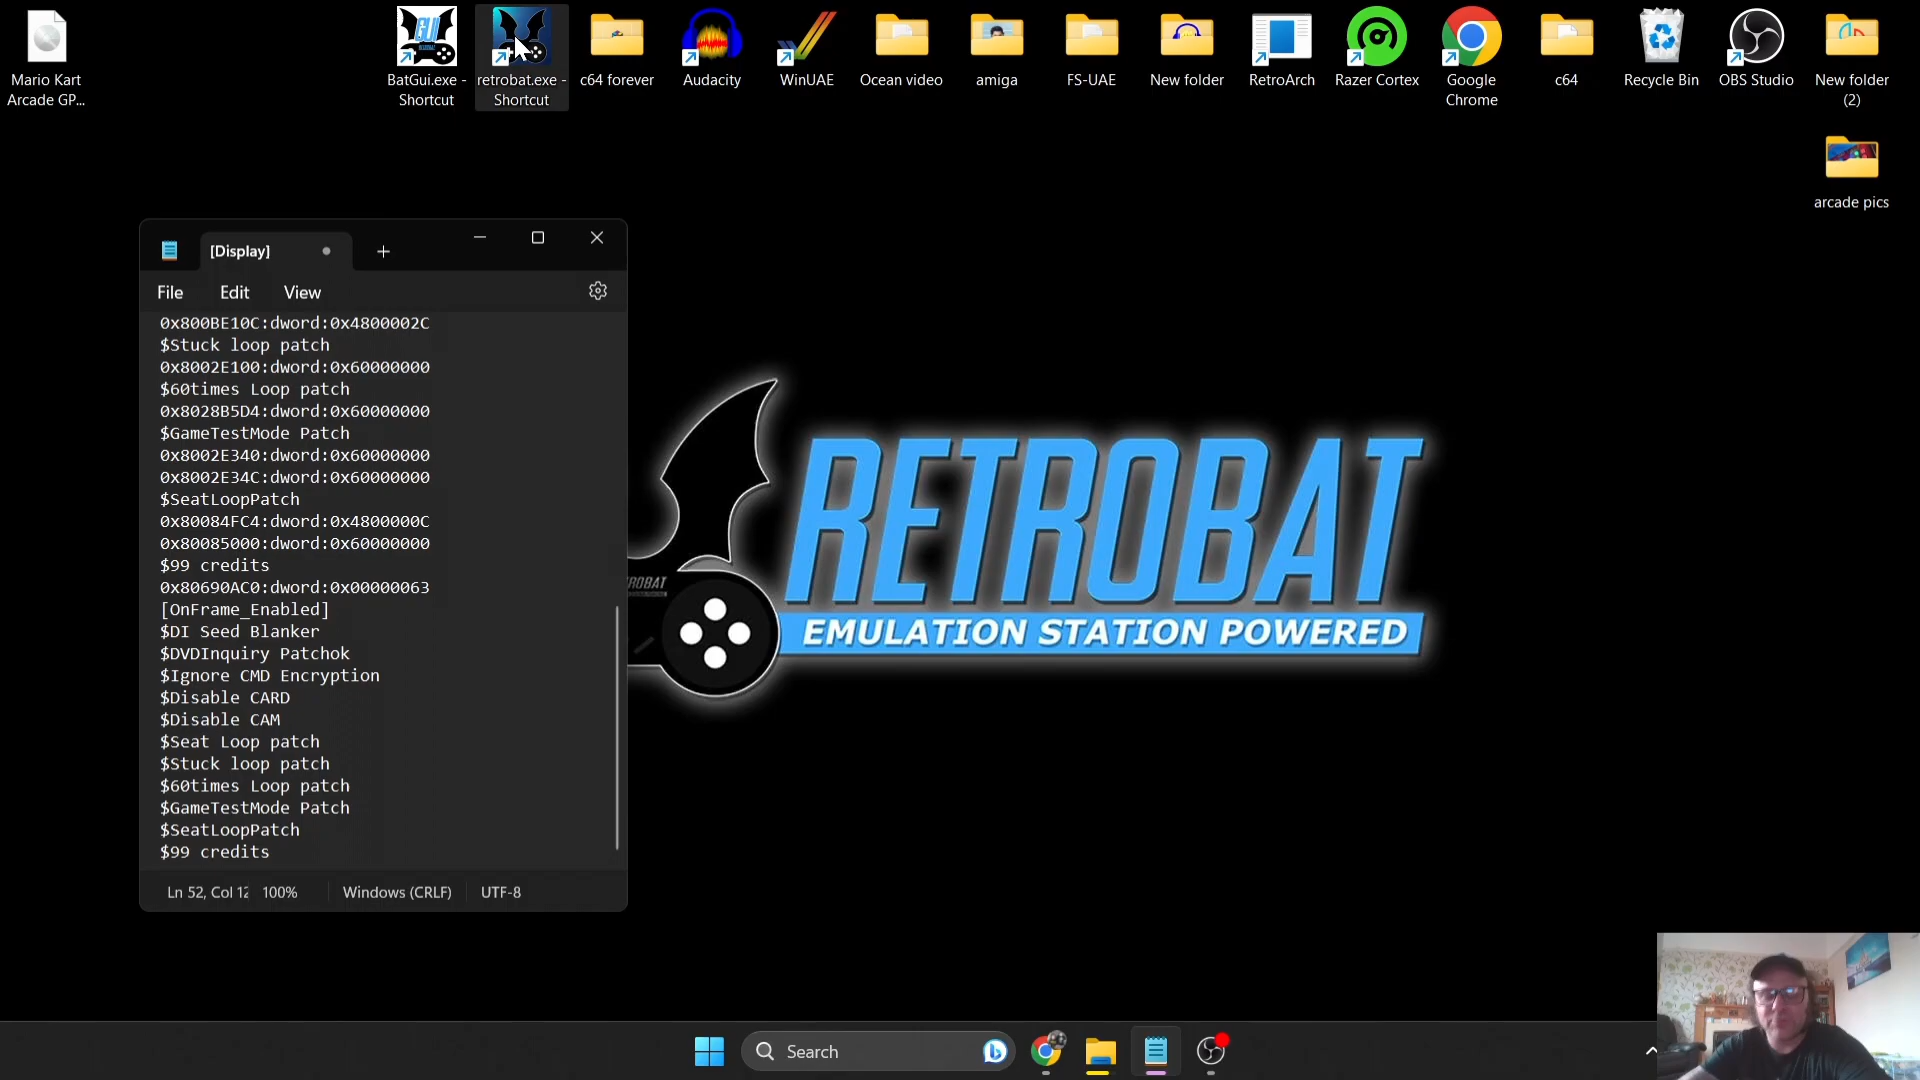 Mario Kart
Arcade GP...
BatGui.exe -
Shortcut
retrobat.exe -
Shortcut
c64 forever
Audacity
WinUAE
Ocean video
amiga
FS-UAE
New folder
RetroArch
Razer Cortex
Google
Chrome
c64
Recycle Bin
OBS Studio
New folder
(2)
arcade pics
GUI
[Display]
File
Edit
View
0x800BE10C:dword:0x4800002C
$Stuck loop patch
0x8002E100:dword:0x60000000
$60times Loop patch
0x8028B5D4:dword:0x60000000
$GameTestMode Patch
0x8002E340:dword:0x60000000
0x8002E34C:dword:0x60000000
$SeatLoopPatch
0x80084FC4:dword:0x4800000C
0x80085000:dword:0x60000000
$99 credits
0x80690AC0:dword:0x00000063
[OnFrame_Enabled]
$DI Seed Blanker
$DVDInquiry Patchok
$Ignore CMD Encryption
$Disable CARD
$Disable CAM
$Seat Loop patch
$Stuck loop patch
$60times Loop patch
$GameTestMode Patch
$SeatLoopPatch
$99 credits
Ln 52, Col 12
100%
Windows (CRLF)
UTF-8
ROBAT
RETROBAT
EMULATION STATION POWERED
Search